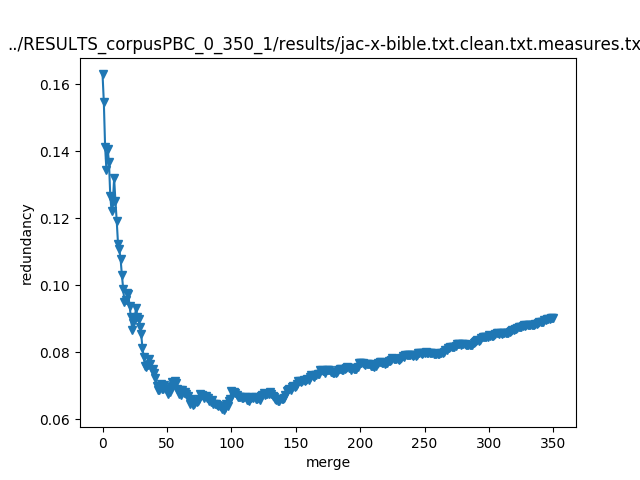 ../RESULTS_corpusPBC_0_350_1/results/jac-x-bible.txt.clean.txt.measures.tx
0.16
0.14
0.12
0.10
0.08
0.06
redundancy
0 50 100 150 200 250 300 350
merge